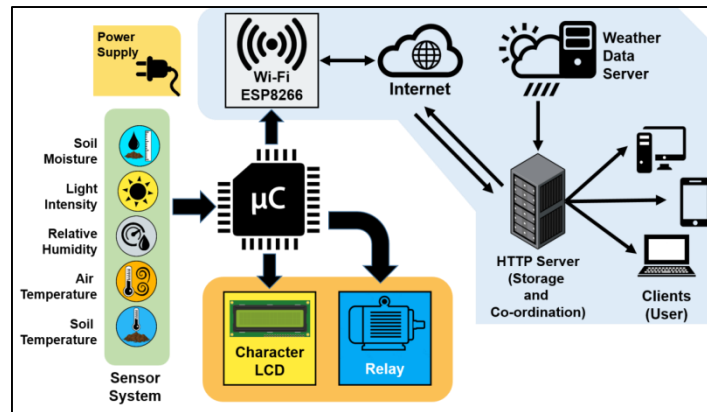 Power
Supply
Wi-Fi
ESP8266
Internet
Weather
Data
Server
Soil
Moisture
Light
Intensity
Relative
Humidity
Air
Temperature
Soil
Temperature
Sensor
System
µC
Character
LCD
Relay
HTTP Server
(Storage
and
Co-ordination)
Clients
(User)